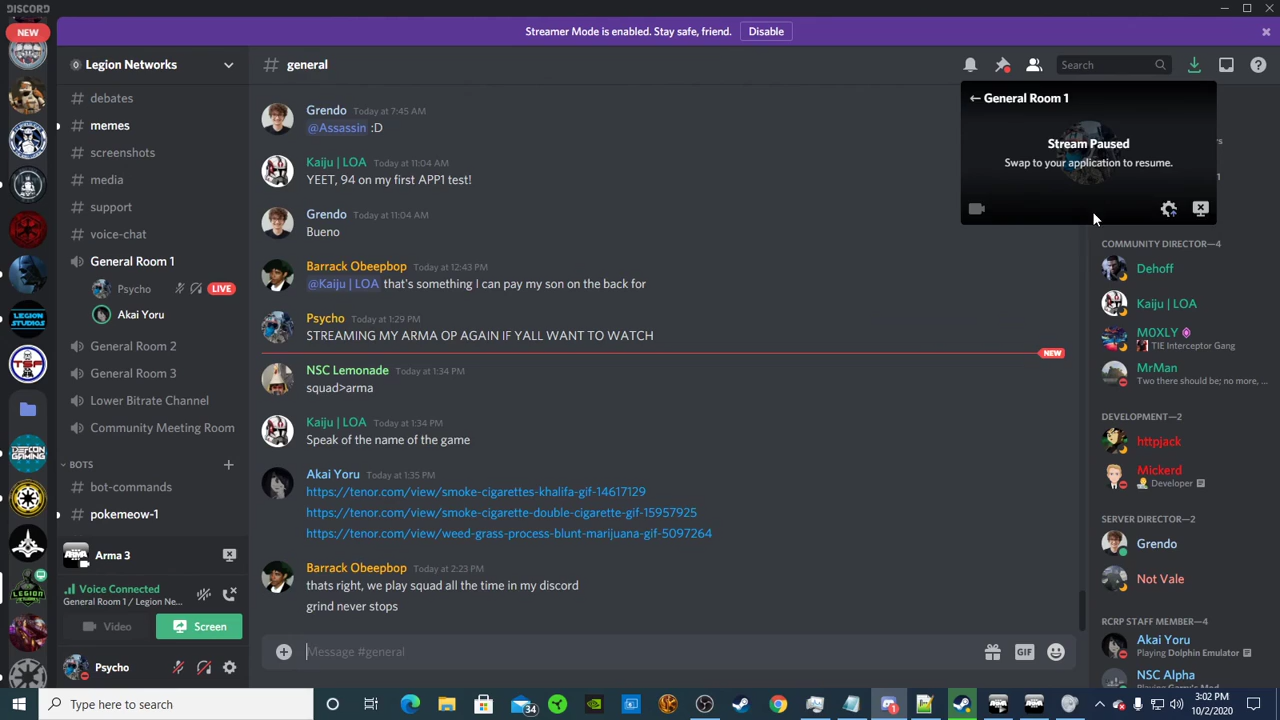 DISCORD
NEW
Streamer Mode is enabled. Stay safe, friend.
Disable
Legion Networks
# general
Search
# debates
# memes
# screenshots
# media
# support
# voice-chat
General Room 1
Psycho
LIVE
Akai Yoru
General Room 2
General Room 3
Lower Bitrate Channel
Community Meeting Room
BOTS
# bot-commands
# pokemeow-1
Arma 3
Voice Connected
General Room 1 / Legion Ne...
Video
Screen
Psycho
LEGION STUDIOS
DEFCON GAMING
LEGION
Grendo Today at 7:45 AM
@Assassin :D
Kaiju | LOA Today at 11:04 AM
YEET, 94 on my first APP1 test!
Grendo Today at 11:04 AM
Bueno
Barrack Obeepbop Today at 12:43 PM
@Kaiju | LOA that's something I can pay my son on the back for
Psycho Today at 1:29 PM
STREAMING MY ARMA OP AGAIN IF YALL WANT TO WATCH
NEW
NSC Lemonade Today at 1:34 PM
squad>arma
Kaiju | LOA Today at 1:34 PM
Speak of the name of the game
Akai Yoru Today at 1:35 PM
https://tenor.com/view/smoke-cigarettes-khalifa-gif-14617129
https://tenor.com/view/smoke-cigarette-double-cigarette-gif-15957925
https://tenor.com/view/weed-grass-process-blunt-marijuana-gif-5097264
Barrack Obeepbop Today at 2:23 PM
thats right, we play squad all the time in my discord
grind never stops
Message #general
GIF
General Room 1
Stream Paused
Swap to your application to resume.
COMMUNITY DIRECTOR—4
Dehoff
Kaiju | LOA
M0XLY
TIE Interceptor Gang
MrMan
Two there should be; no more, ...
DEVELOPMENT—2
httpjack
Mickerd
Developer
SERVER DIRECTOR—2
Grendo
Not Vale
RCRP STAFF MEMBER—4
Akai Yoru
Playing Dolphin Emulator
NSC Alpha
Playing Garry's Mod
Type here to search
34
3:02 PM
10/2/2020
1